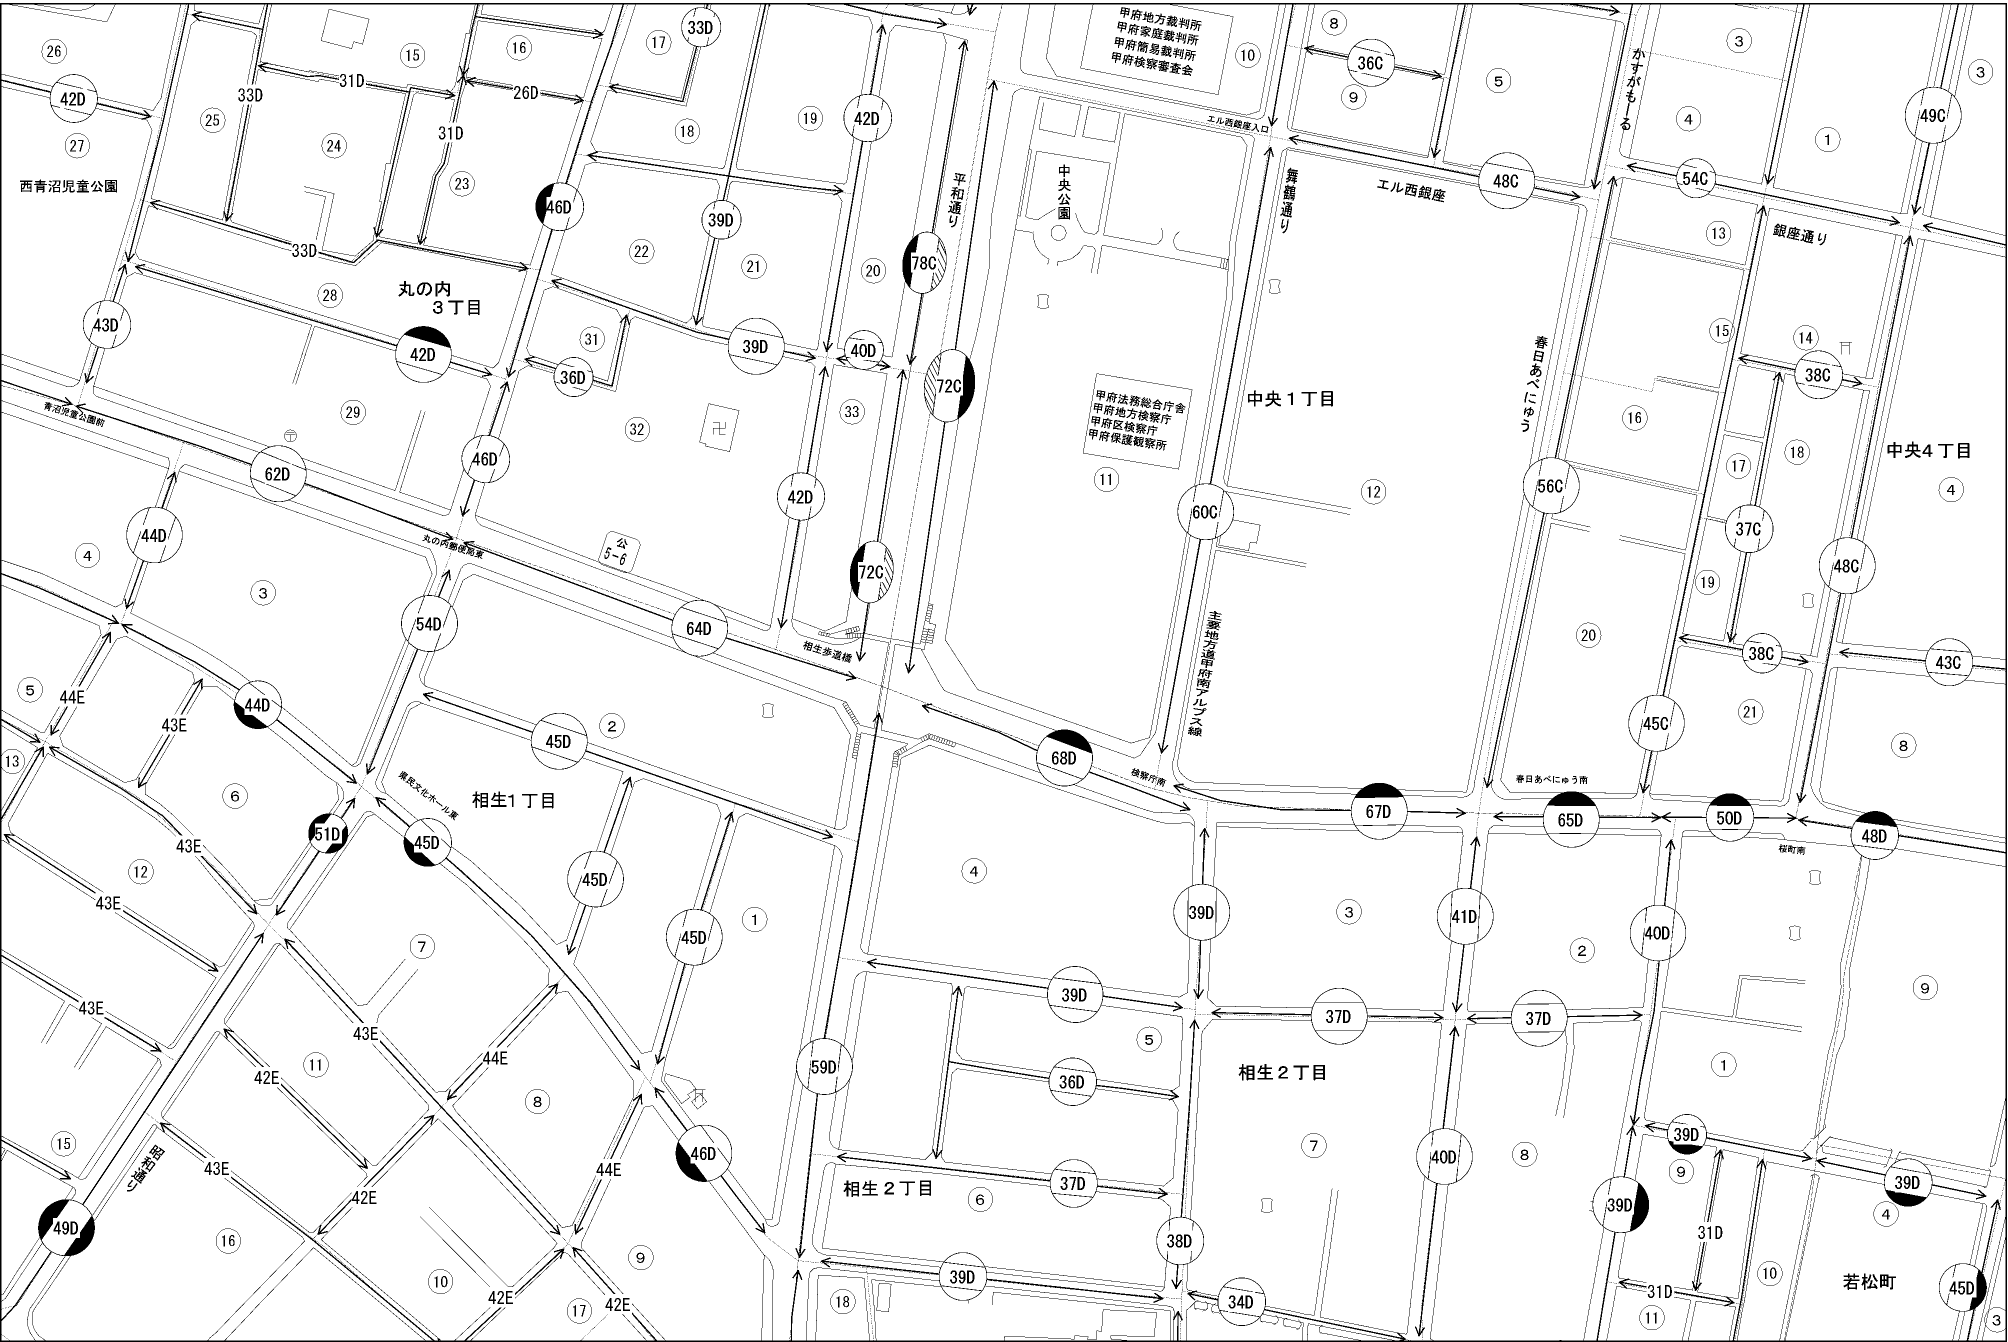 甲府地方裁判所
甲府家庭裁判所
甲府簡易裁判所
甲府検察審査会
26
15
16
17
33D
10
8
36C
9
5
3
3
42D
31D
33D
26D
25
24
31D
23
18
19
42D
4
1
49C
かすがもーる
27
西青沼児童公園
エル西銀座入口
中央公園
平和通り
舞鶴通り
エル西銀座
48C
54C
46D
39D
33D
22
21
20
78C
13
銀座通り
28
丸の内
3丁目
43D
42D
31
36D
39D
40D
72C
33
15
14
38C
春日あべにゅう
甲府法務総合庁舎
甲府地方検察庁
甲府区検察庁
甲府保護観察所
中央1丁目
青沼児童公園前
29
32
卍
16
17
18
中央4丁目
4
62D
46D
42D
11
12
60C
56C
37C
44D
丸の内郵便局東
公
5-6
72C
48C
4
3
54D
64D
相生歩道橋
主要地方道甲府南アルプス線
19
20
38C
43C
5
44E
43E
44D
2
45D
45C
21
8
13
6
県民文化ホール東
相生1丁目
68D
検察庁南
67D
春日あべにゅう南
65D
50D
48D
桜町南
51D
45D
43E
12
43E
45D
45D
1
4
39D
3
41D
2
40D
7
9
43E
43E
39D
37D
37D
44E
59D
5
36D
相生2丁目
1
11
42E
8
15
昭和通り
43E
42E
44E
46D
37D
相生2丁目
6
7
40D
8
39D
9
39D
39D
4
49D
16
10
42E
17
42E
9
18
39D
38D
34D
31D
31D
11
10
若松町
45D
3